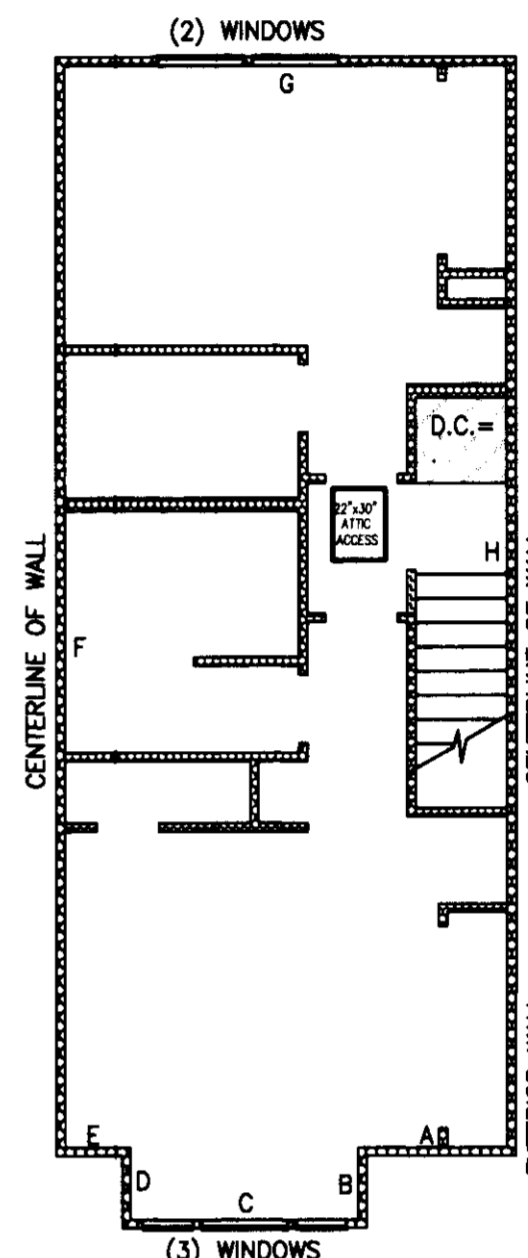 (2) WINDOWS
G
D.C.=
22"x30"
ATTIC
ACCESS
H
CENTERLINE OF WALL
F
E
D
C
B
A
(3) WINDOWS